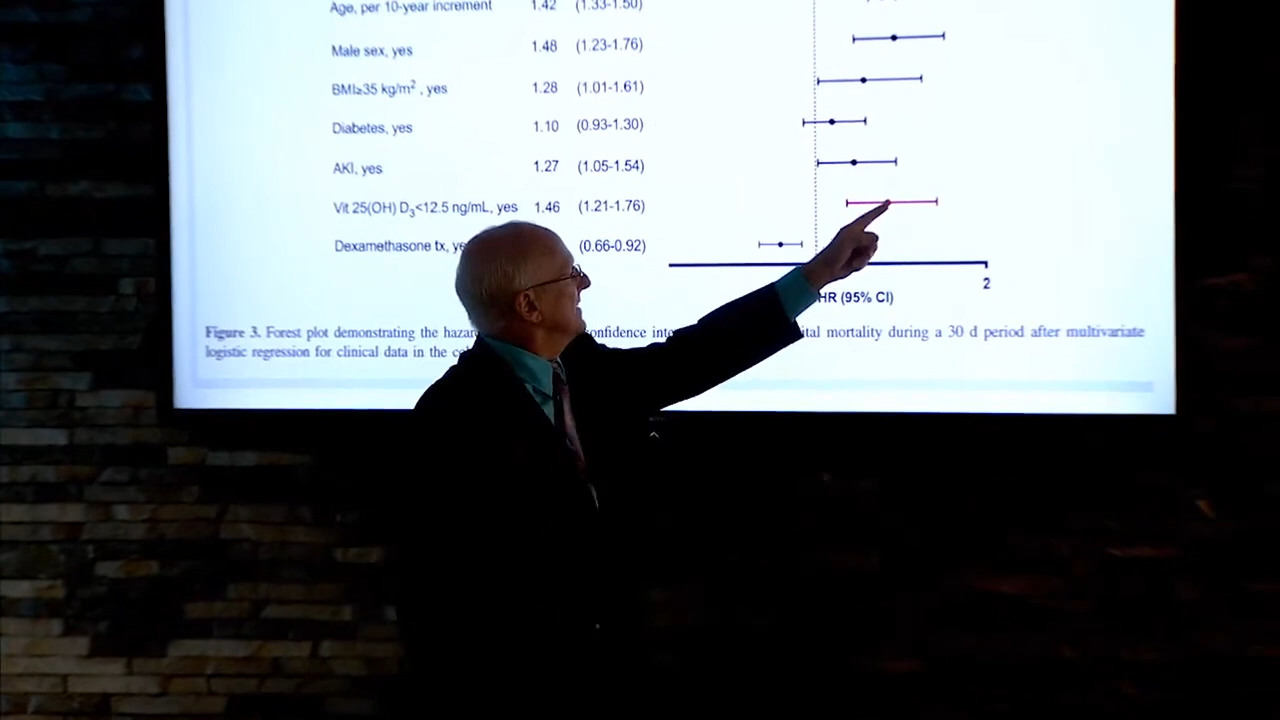 Age, per 10-year increment 1.42 (1.33-1.50)
Male sex, yes 1.48 (1.23-1.76)
BMI≥35 kg/m², yes 1.28 (1.01-1.61)
Diabetes, yes 1.10 (0.93-1.30)
AKI, yes 1.27 (1.05-1.54)
Vit 25(OH) D₃<12.5 ng/mL, yes 1.46 (1.21-1.76)
Dexamethasone tx, (0.66-0.92)
2
HR (95% CI)
Figure 3. Forest plot demonstrating the mortality during a 30 d period after multivariate
logistic regression for clinical data in the